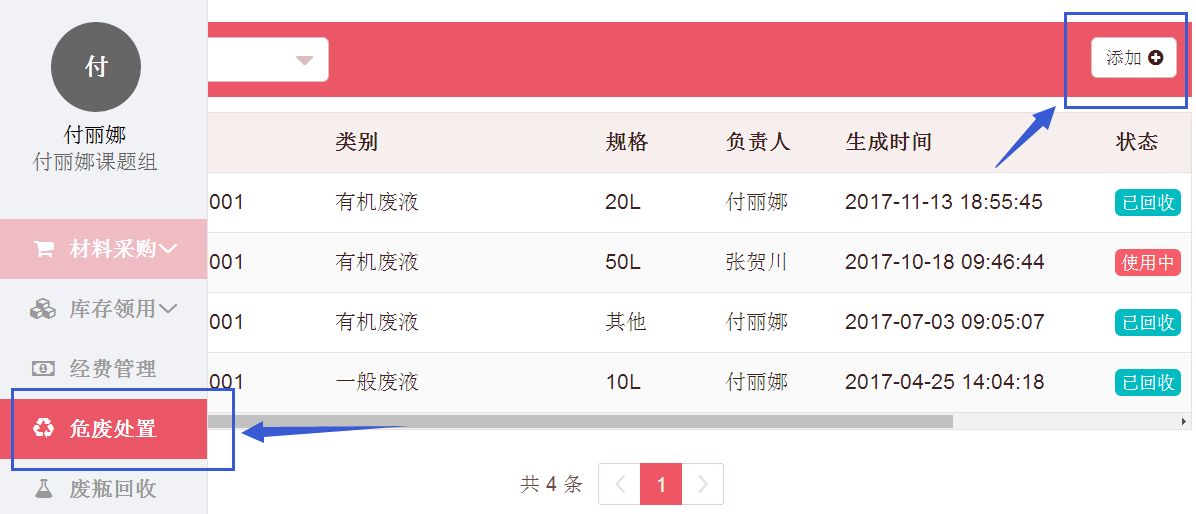 付
付丽娜
付丽娜课题组
材料采购
库存领用
经费管理
危废处置
废瓶回收
添加
类别 规格 负责人 生成时间 状态
001 有机废液 20L 付丽娜 2017-11-13 18:55:45 已回收
001 有机废液 50L 张贺川 2017-10-18 09:46:44 使用中
001 有机废液 其他 付丽娜 2017-07-03 09:05:07 已回收
001 一般废液 10L 付丽娜 2017-04-25 14:04:18 已回收
共 4 条 1